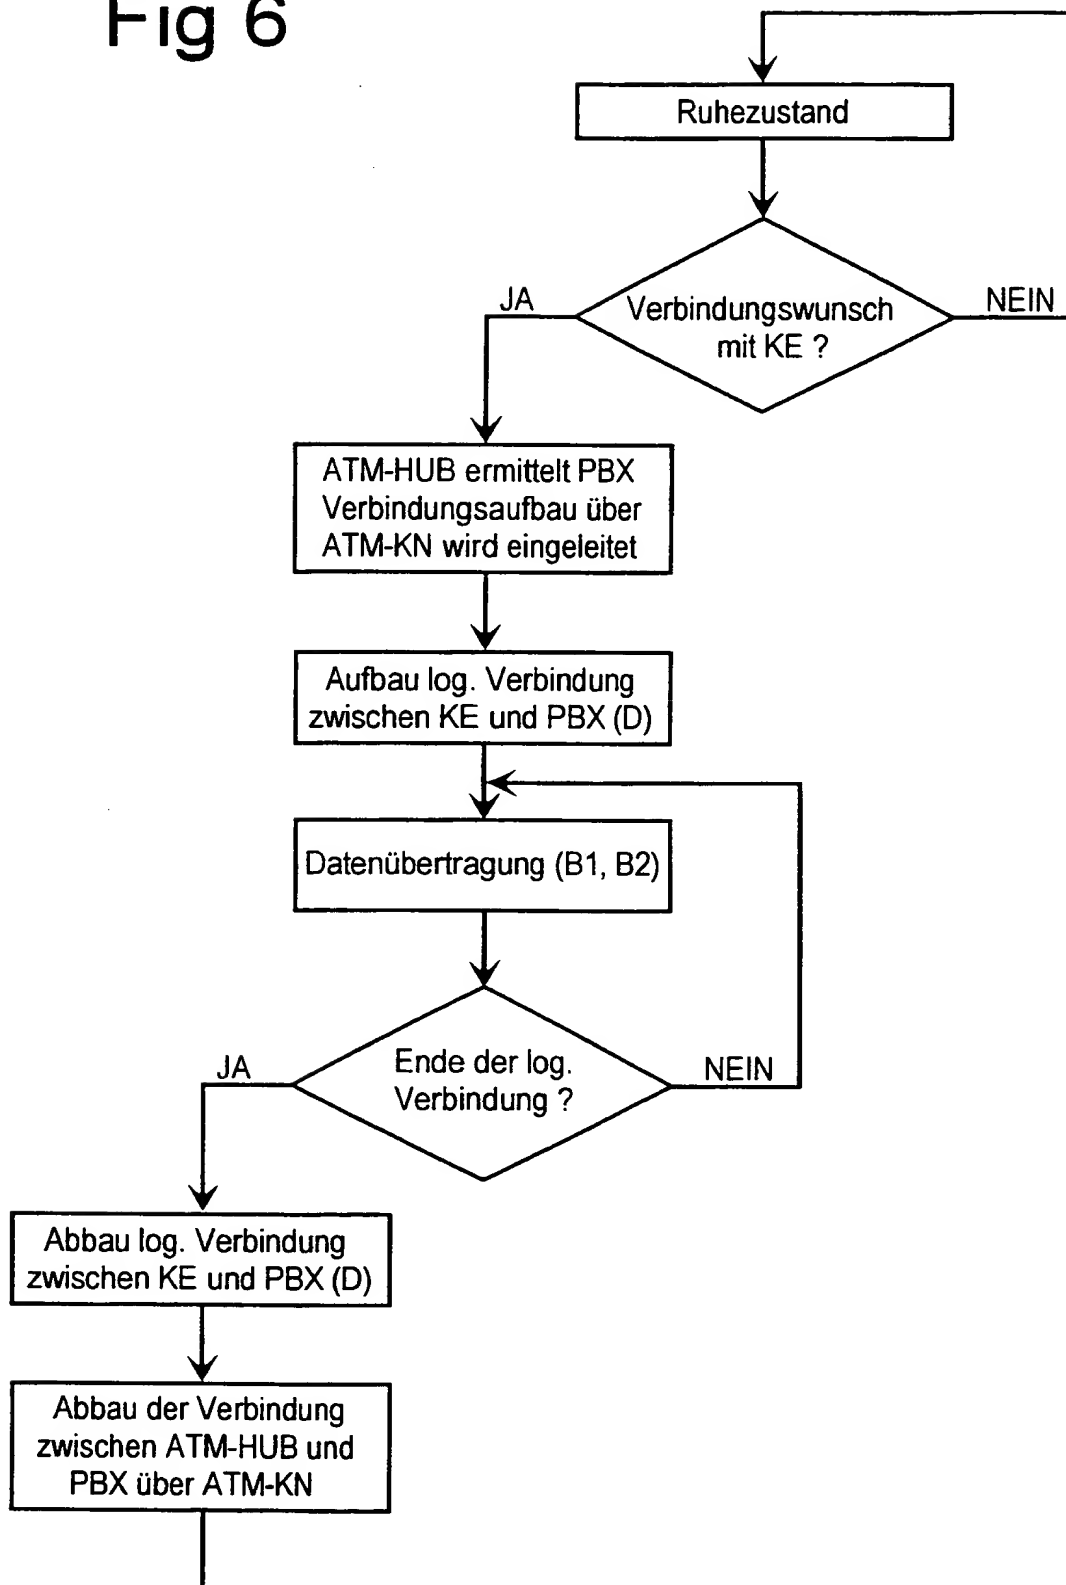 Fig 6
Ruhezustand
Verbindungswunsch
mit KE ?
JA
NEIN
ATM-HUB ermittelt PBX
Verbindungsaufbau über
ATM-KN wird eingeleitet
Aufbau log. Verbindung
zwischen KE und PBX (D)
Datenübertragung (B1, B2)
Ende der log.
Verbindung ?
JA
NEIN
Abbau log. Verbindung
zwischen KE und PBX (D)
Abbau der Verbindung
zwischen ATM-HUB und
PBX über ATM-KN